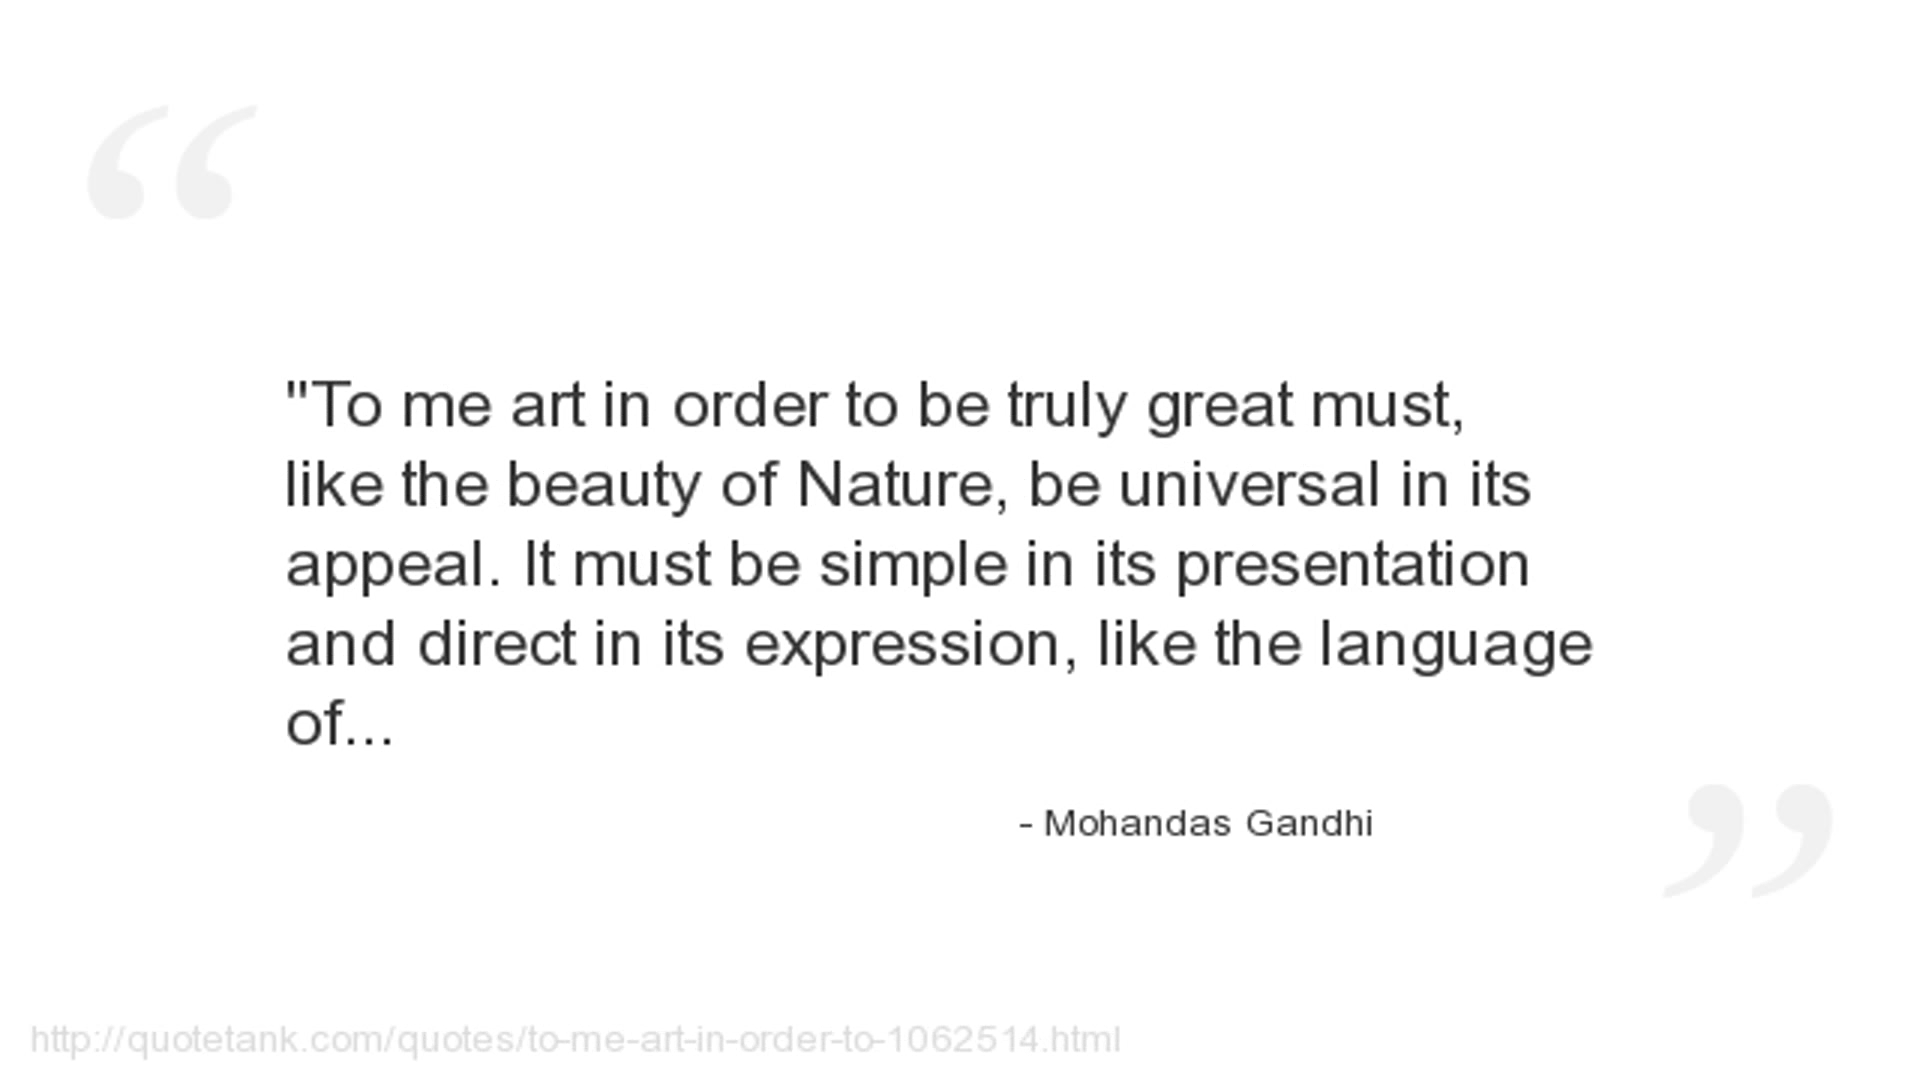 "To me art in order to be truly great must,
like the beauty of Nature, be universal in its
appeal. It must be simple in its presentation
and direct in its expression, like the language
of...
- Mohandas Gandhi
http://quotetank.com/quotes/to-me-art-in-order-to-1062514.html